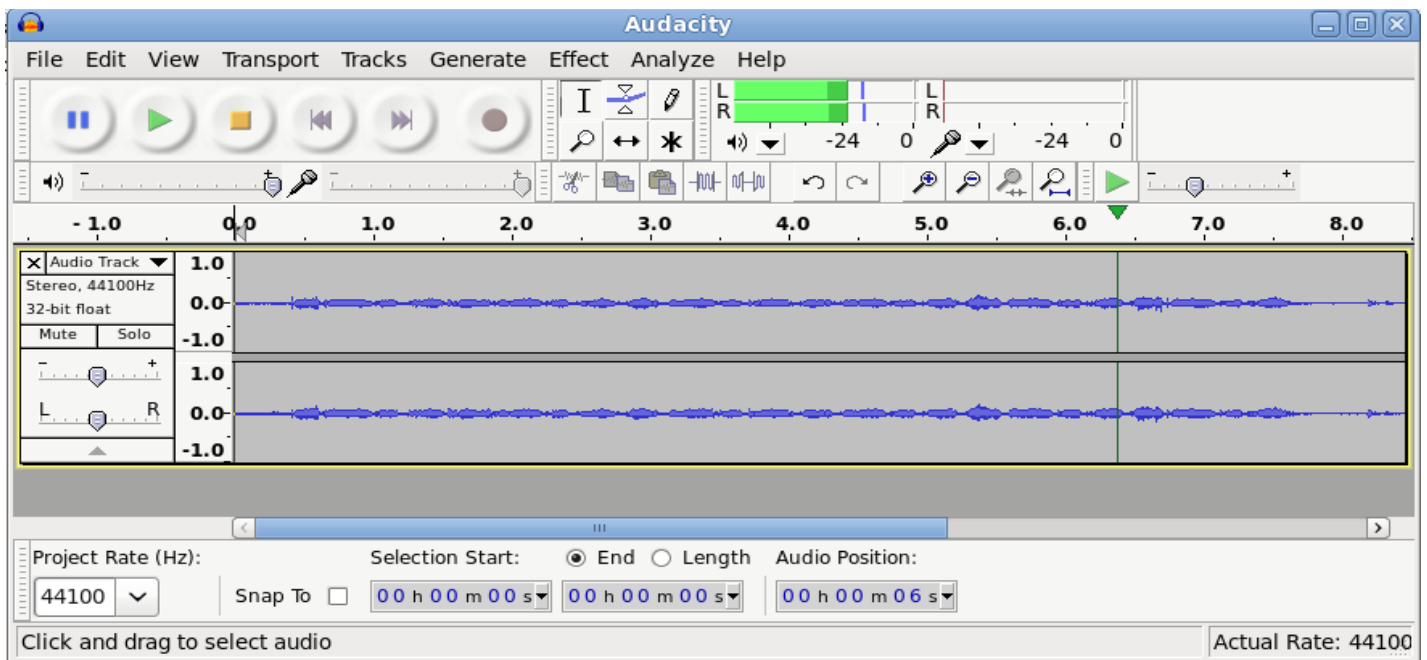 Audacity
File Edit View Transport Tracks Generate Effect Analyze Help
L
R
-24 0
L
R
-24 0
- + - +
- +
- 1.0 0.0 1.0 2.0 3.0 4.0 5.0 6.0 7.0 8.0
X Audio Track
Stereo, 44100Hz
32-bit float
Mute Solo
- +
L R
1.0
0.0-
-1.0
1.0
0.0-
-1.0
Project Rate (Hz): Selection Start: End Length Audio Position:
44100 Snap To 00 h 00 m 00 s 00 h 00 m 00 s 00 h 00 m 06 s
Click and drag to select audio Actual Rate: 44100